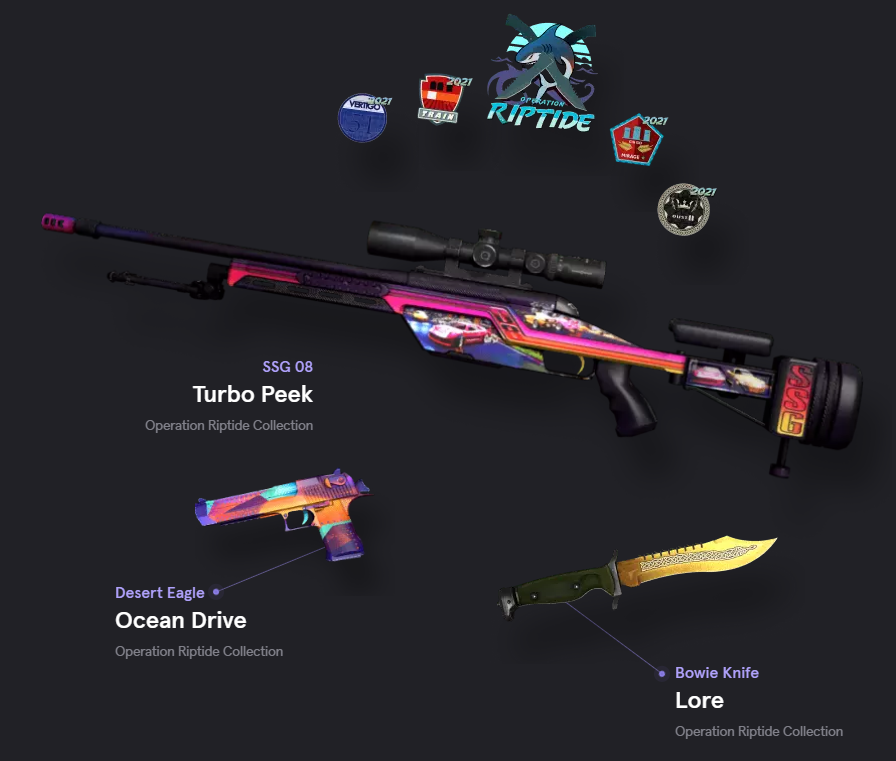 OPERATION
RIPTIDE
2021
TRAIN
2021
VERTIGO
2021
MIRAGE
2021
DUST II
SSG 08
Turbo Peek
Operation Riptide Collection
Desert Eagle
Ocean Drive
Operation Riptide Collection
Bowie Knife
Lore
Operation Riptide Collection